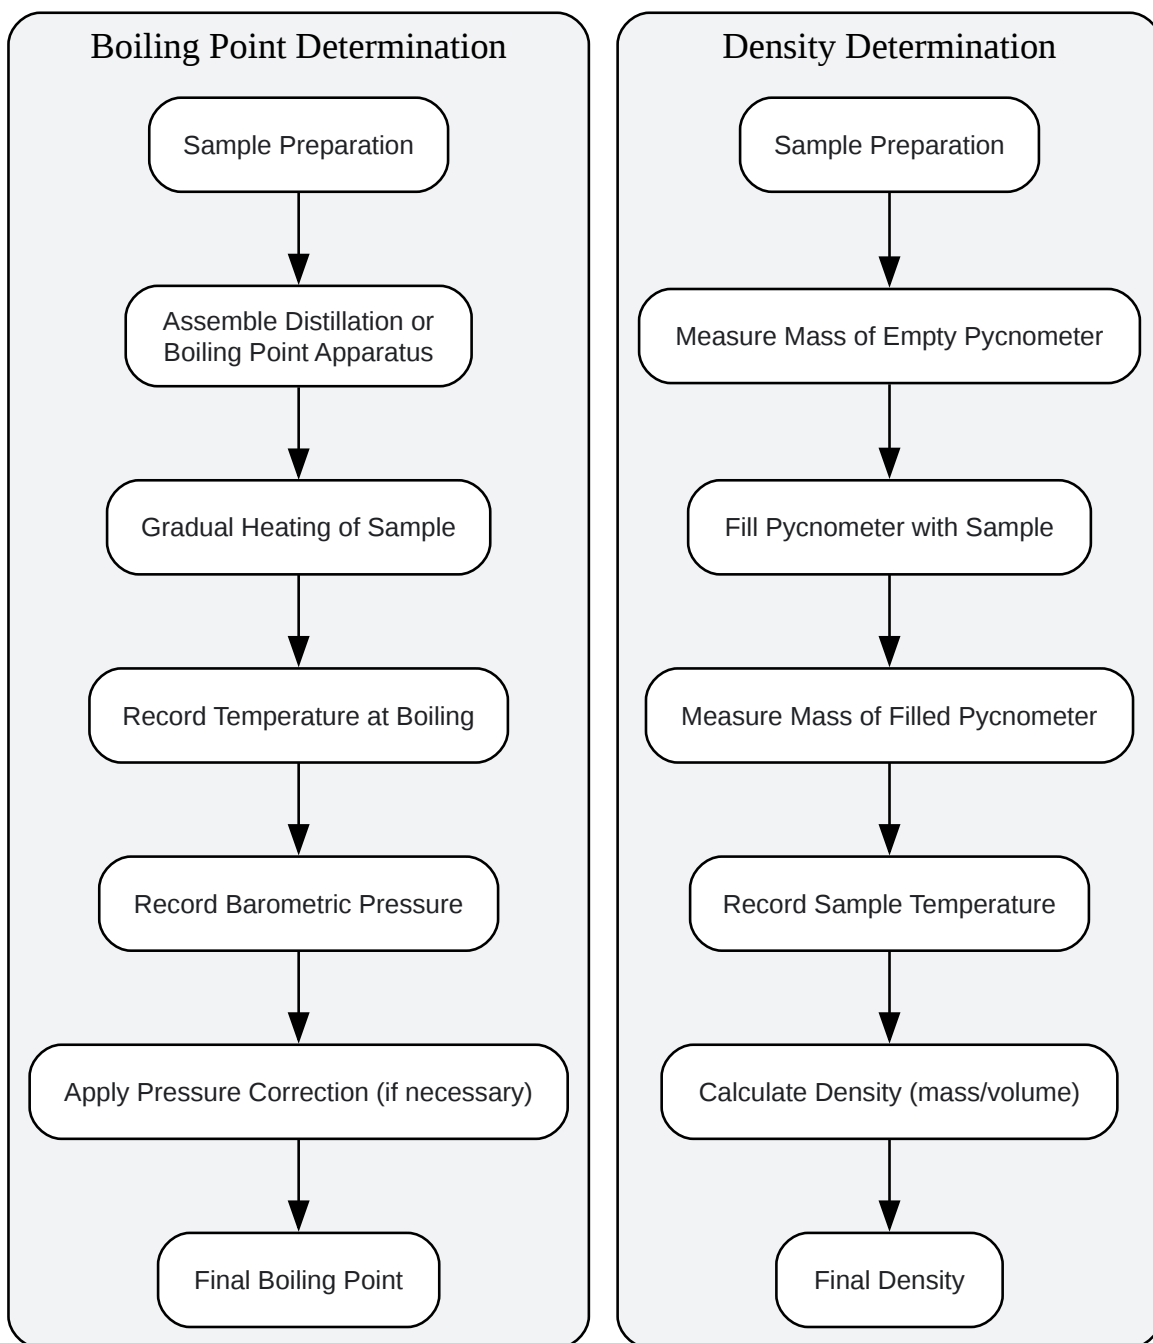 Boiling Point Determination
Sample Preparation
Assemble Distillation or
Boiling Point Apparatus
Gradual Heating of Sample
Record Temperature at Boiling
Record Barometric Pressure
Apply Pressure Correction (if necessary)
Final Boiling Point
Density Determination
Sample Preparation
Measure Mass of Empty Pycnometer
Fill Pycnometer with Sample
Measure Mass of Filled Pycnometer
Record Sample Temperature
Calculate Density (mass/volume)
Final Density